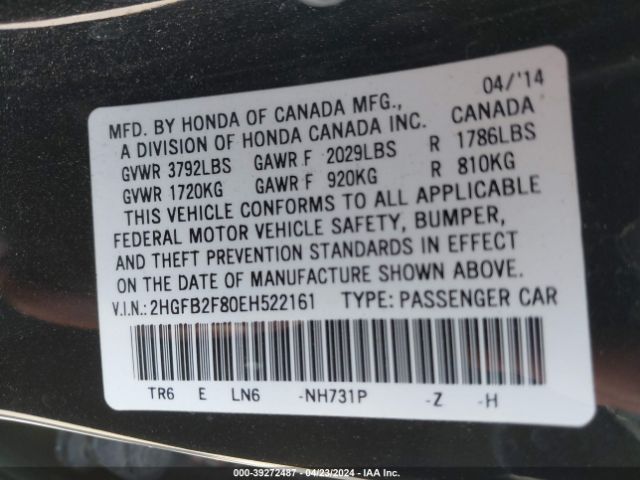 04/'14
MFD. BY HONDA OF CANADA MFG.,
A DIVISION OF HONDA CANADA INC. CANADA
GVWR 3792LBS GAWR F 2029LBS R 1786LBS
GVWR 1720KG GAWR F 920KG R 810KG
THIS VEHICLE CONFORMS TO ALL APPLICABLE
FEDERAL MOTOR VEHICLE SAFETY, BUMPER,
AND THEFT PREVENTION STANDARDS IN EFFECT
ON THE DATE OF MANUFACTURE SHOWN ABOVE.
V.I.N.: 2HGFB2F80EH522161 TYPE: PASSENGER CAR
TR6 E LN6 -NH731P -Z -H
000-39272487 - 04/23/2024 - IAA Inc.